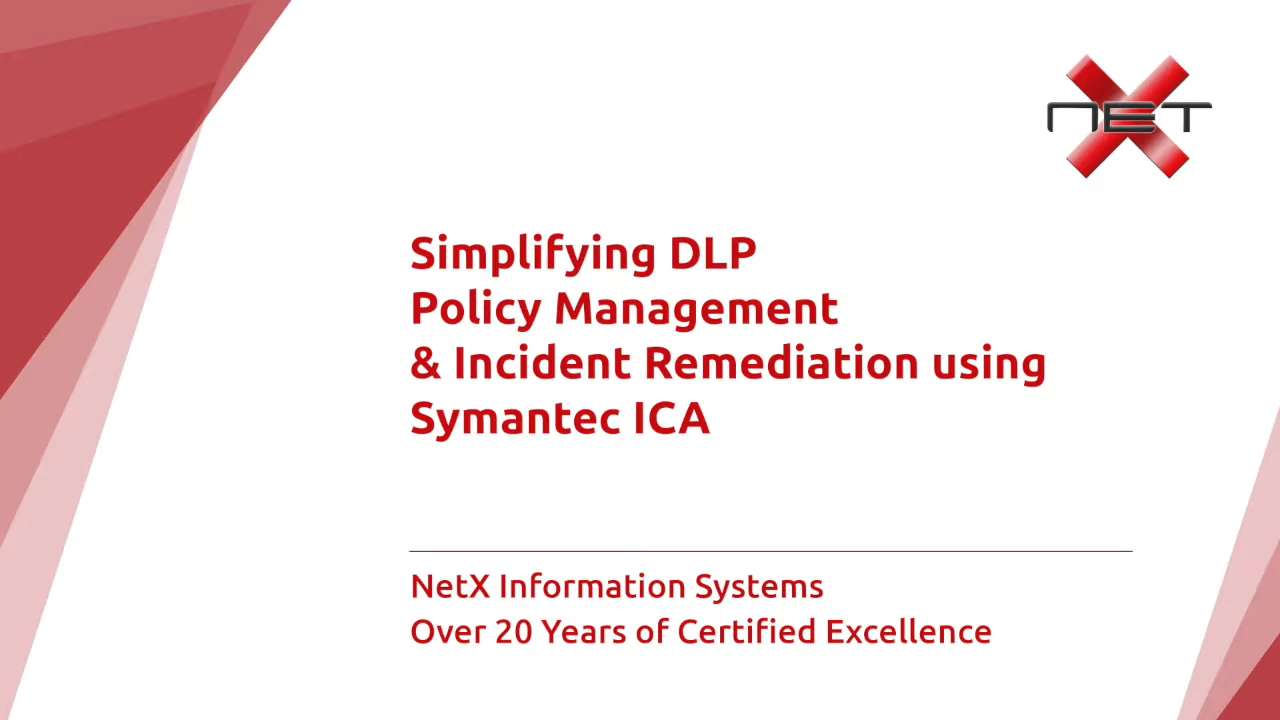 NET
Simplifying DLP
Policy Management
& Incident Remediation using
Symantec ICA
NetX Information Systems
Over 20 Years of Certified Excellence